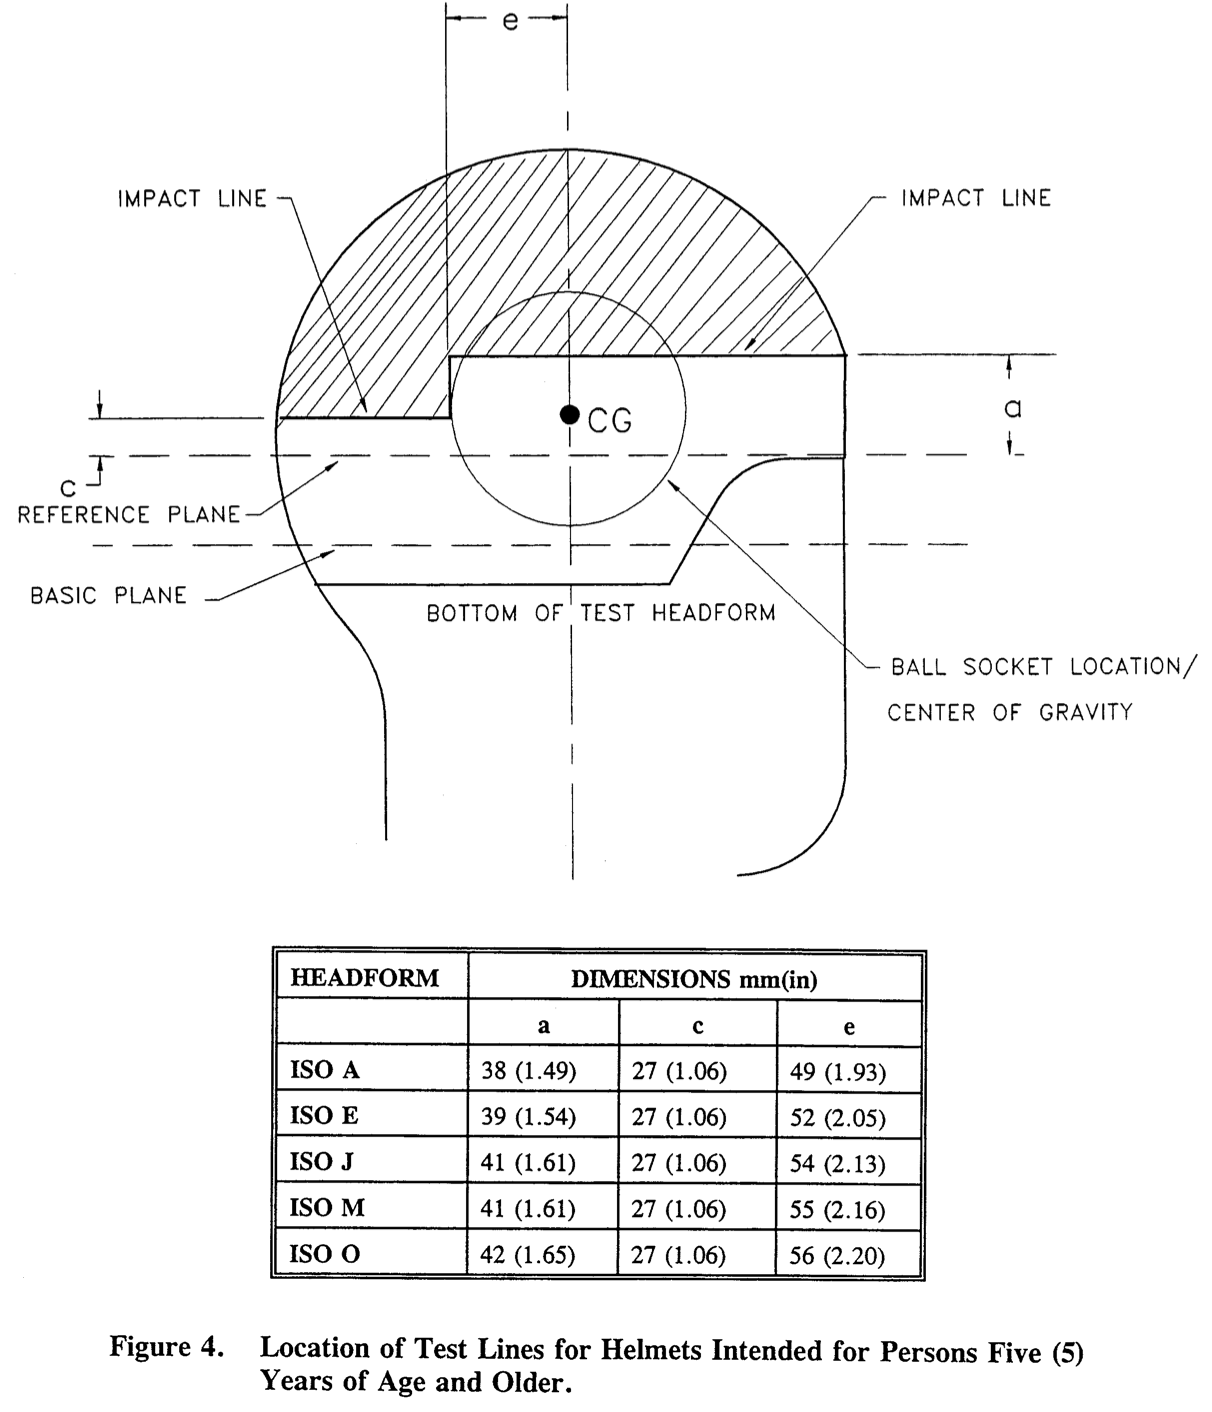 e
IMPACT LINE
IMPACT LINE
a
CG
c
REFERENCE PLANE
BASIC PLANE
BOTTOM OF TEST HEADFORM
BALL SOCKET LOCATION/
CENTER OF GRAVITY
HEADFORM DIMENSIONS mm(in)
a c e
ISO A 38 (1.49) 27 (1.06) 49 (1.93)
ISO E 39 (1.54) 27 (1.06) 52 (2.05)
ISO J 41 (1.61) 27 (1.06) 54 (2.13)
ISO M 41 (1.61) 27 (1.06) 55 (2.16)
ISO O 42 (1.65) 27 (1.06) 56 (2.20)
Figure 4. Location of Test Lines for Helmets Intended for Persons Five (5)
Years of Age and Older.